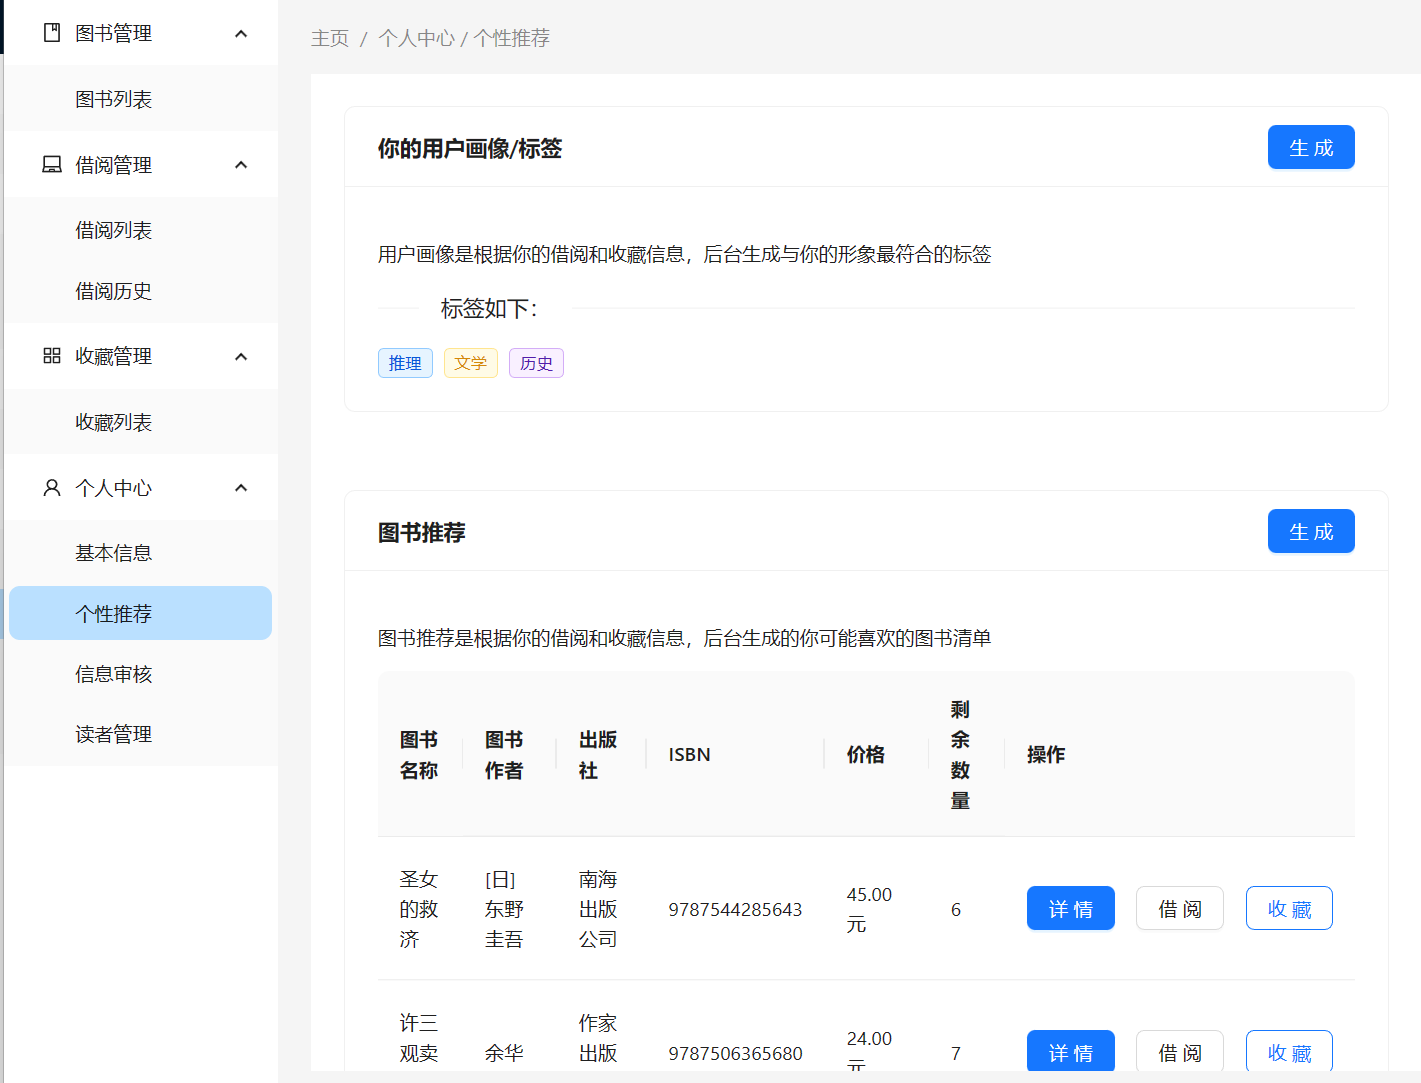 图书管理
图书列表
借阅管理
借阅列表
借阅历史
收藏管理
收藏列表
个人中心
基本信息
个性推荐
信息审核
读者管理
主页 / 个人中心 / 个性推荐
你的用户画像/标签
生成
用户画像是根据你的借阅和收藏信息，后台生成与你的形象最符合的标签
标签如下：
推理 文学 历史
图书推荐
生成
图书推荐是根据你的借阅和收藏信息，后台生成的你可能喜欢的图书清单
图书
名称
图书
作者
出版
社
ISBN
价格
剩
余
数
量
操作
圣女
的救
济
[日]
东野
圭吾
南海
出版
公司
9787544285643
45.00
元
6
详情 借阅 收藏
许三
观卖
余华
作家
出版
9787506365680
24.00
元
7
详情 借阅 收藏